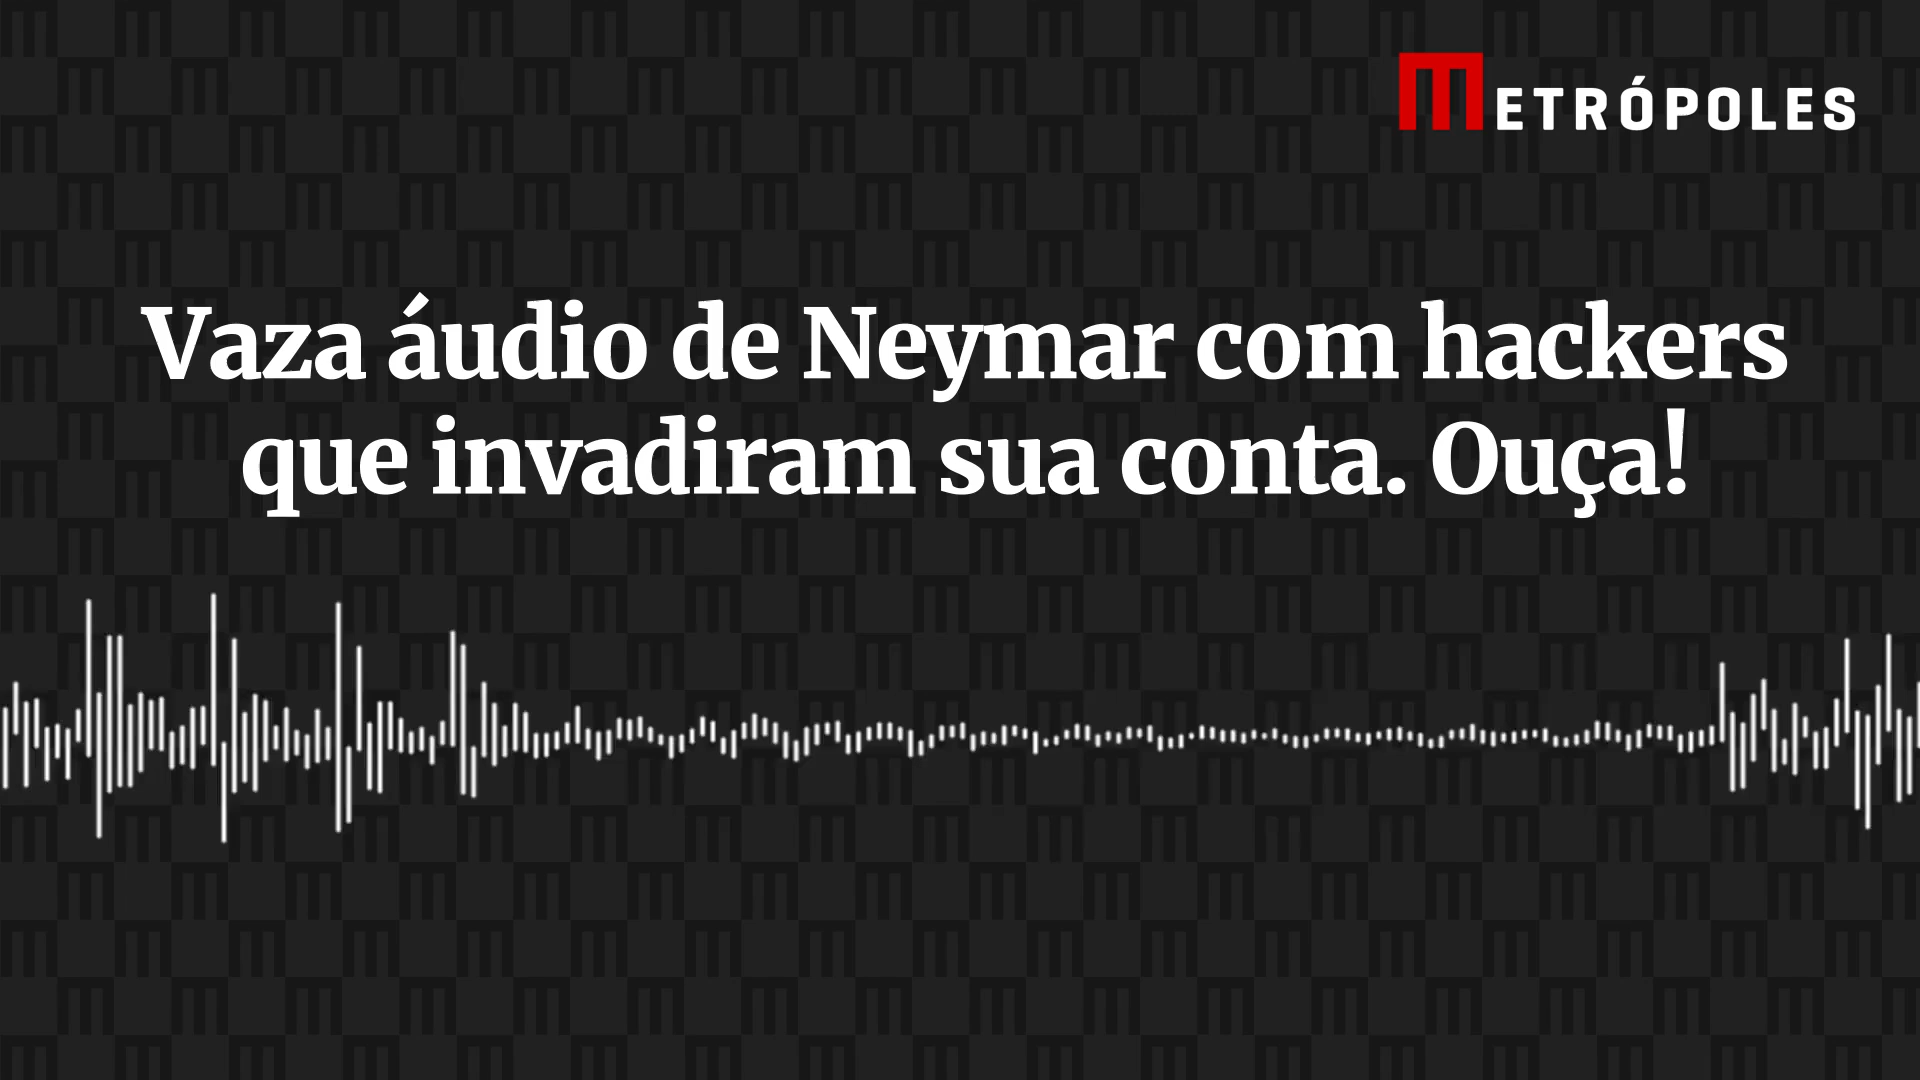 METRÓPOLES
Vaza áudio de Neymar com hackers
que invadiram sua conta. Ouça!